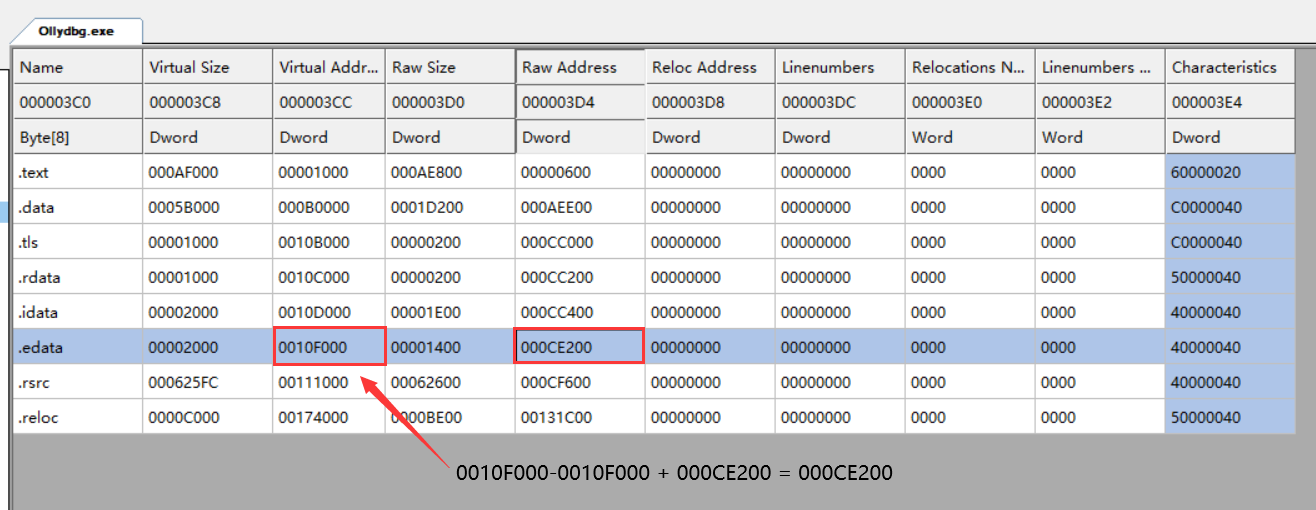 Ollydbg.exe
Name Virtual Size Virtual Addr... Raw Size Raw Address Reloc Address Linenumbers Relocations N... Linenumbers ... Characteristics
000003C0 000003C8 000003CC 000003D0 000003D4 000003D8 000003DC 000003E0 000003E2 000003E4
Byte[8] Dword Dword Dword Dword Dword Dword Word Word Dword
.text 000AF000 00001000 000AE800 00000600 00000000 00000000 0000 0000 60000020
.data 0005B000 000B0000 0001D200 000AEE00 00000000 00000000 0000 0000 C0000040
.tls 00001000 0010B000 00000200 000CC000 00000000 00000000 0000 0000 C0000040
.rdata 00001000 0010C000 00000200 000CC200 00000000 00000000 0000 0000 50000040
.idata 00002000 0010D000 00001E00 000CC400 00000000 00000000 0000 0000 40000040
.edata 00002000 0010F000 00001400 000CE200 00000000 00000000 0000 0000 40000040
.rsrc 000625FC 00111000 00062600 000CF600 00000000 00000000 0000 0000 40000040
.reloc 0000C000 00174000 0000BE00 00131C00 00000000 00000000 0000 0000 50000040
0010F000-0010F000 + 000CE200 = 000CE200